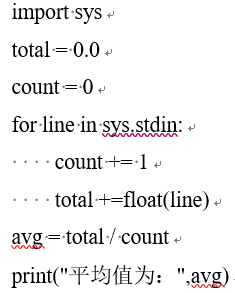 import sys
total = 0.0
count = 0
for line in sys.stdin:
    count += 1
    total +=float(line)
avg = total / count
print("平均值为：",avg)